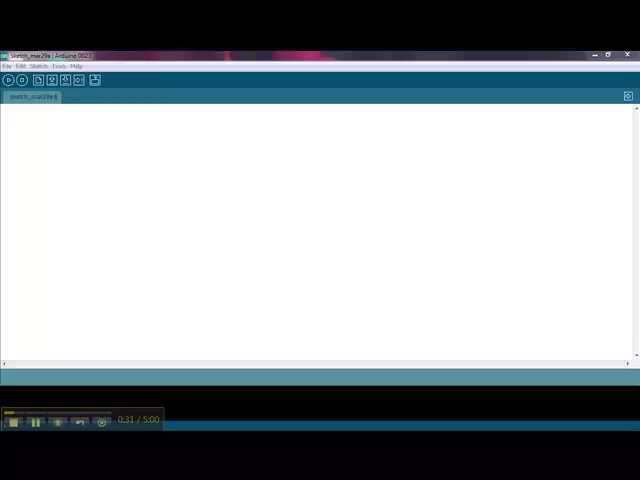 sketch_mar29a | Arduino 0023
File Edit Sketch Tools Help
sketch_mar29a §
0:31 / 5:00